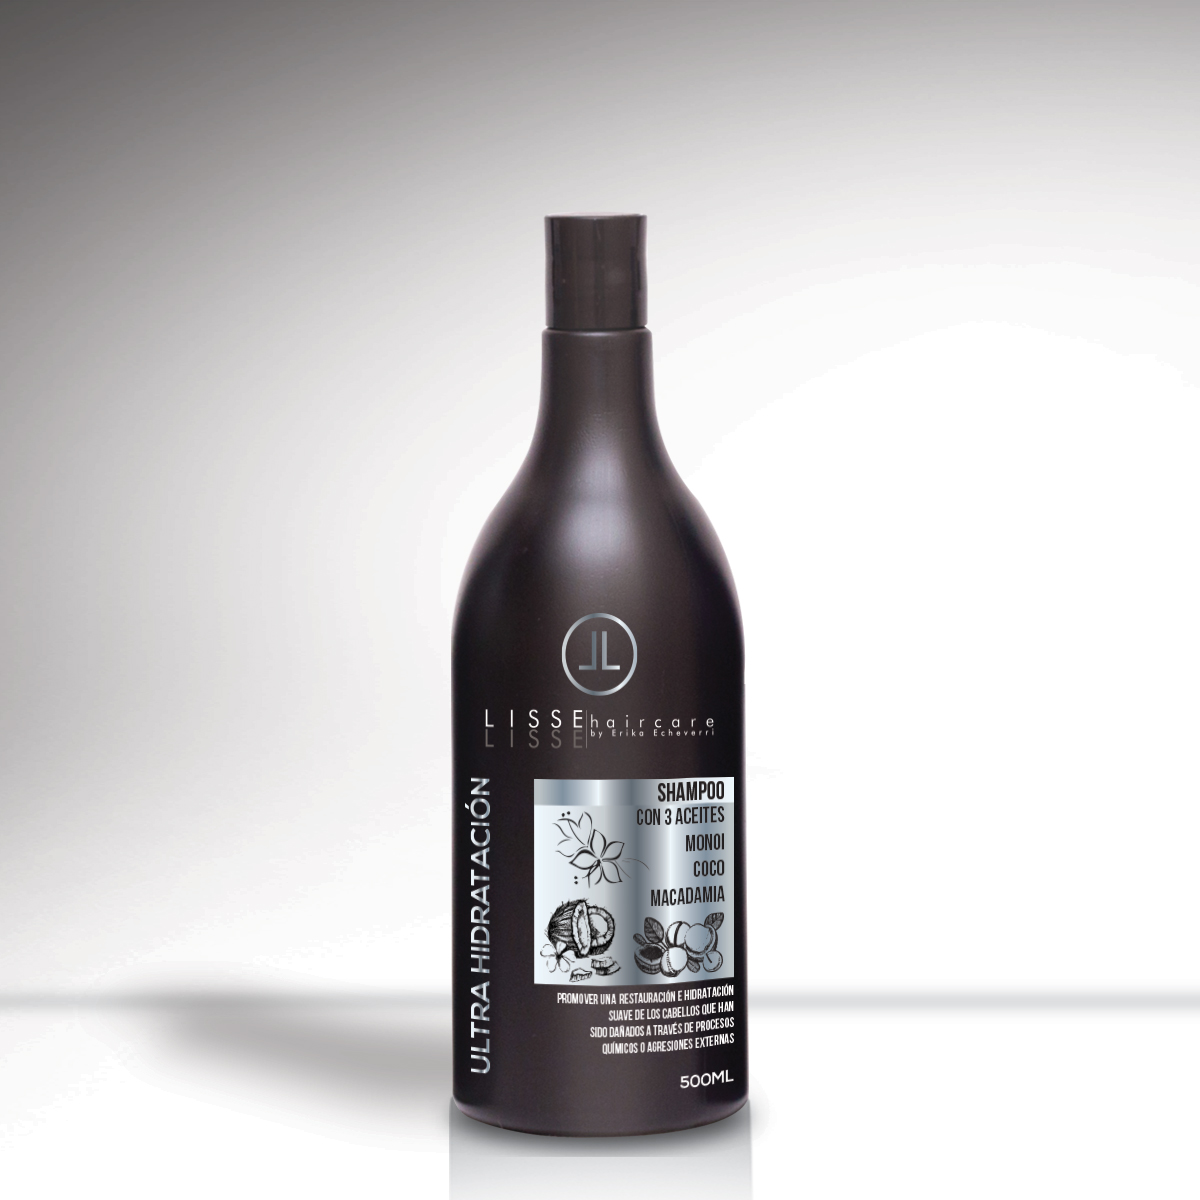 LISSE haircare
by Erika Echeverri
ULTRA HIDRATACIÓN
SHAMPOO
CON 3 ACEITES
MONOI
COCO
MACADAMIA
PROMOVER UNA RESTAURACIÓN E HIDRATACIÓN
SUAVE DE LOS CABELLOS QUE HAN
SIDO DAÑADOS A TRAVÉS DE PROCESOS
QUÍMICOS O AGRESIONES EXTERNAS
500ML